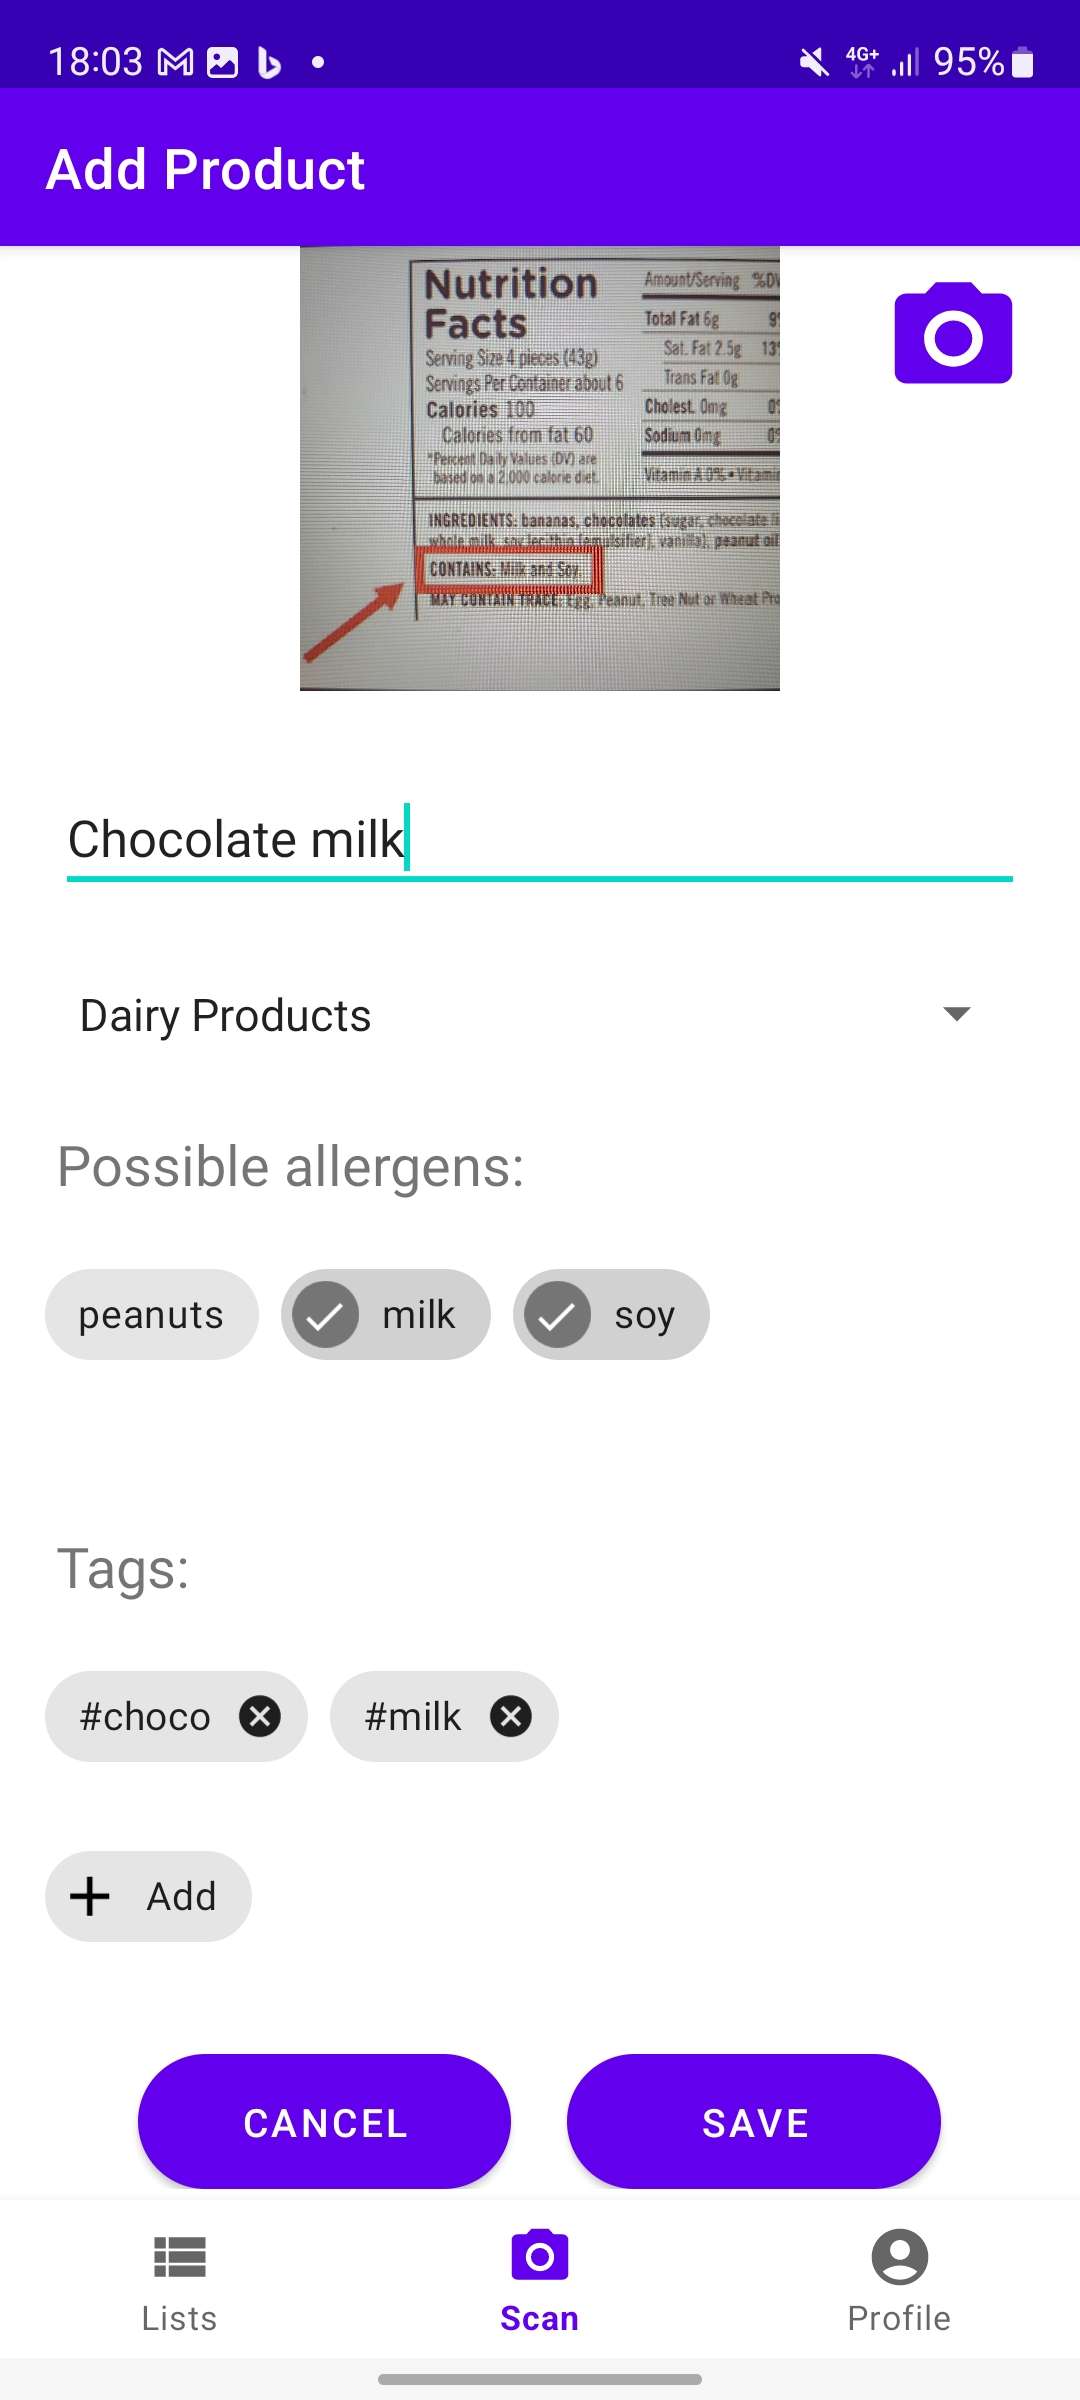 18:03
4G+ 95%
Add Product
Nutrition
Facts
Serving Size 4 pieces (43g)
Servings Per Container about 6
Calories 100
Calories from fat 60
*Percent Daily Values (DV) are
based on a 2,000 calorie diet.
Amount/Serving %DV
Total Fat 6g 9
Sat. Fat 2.5g 13
Trans Fat 0g
Cholest. 0mg 0
Sodium 0mg 0
Vitamin A 0% • Vitamin
INGREDIENTS: bananas, chocolates (sugar, chocolate
whole milk, soy lecithin (emulsifier), vanilla), peanut oil
CONTAINS: Milk and Soy
MAY CONTAIN TRACE: Egg, Peanut, Tree Nut or Wheat
Chocolate milk
Dairy Products
Possible allergens:
peanuts milk soy
Tags:
#choco #milk
Add
CANCEL SAVE
Lists Scan Profile